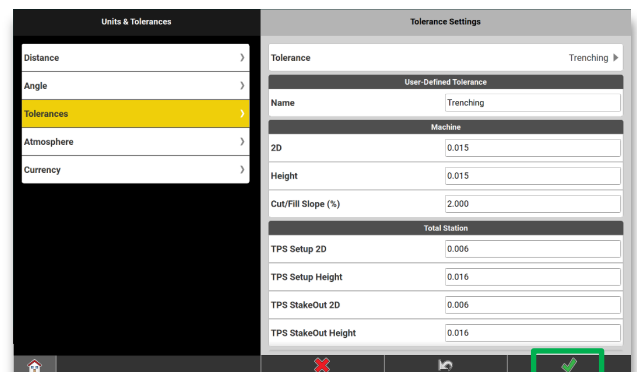 Units & Tolerances
Distance
Angle
Tolerances
Atmosphere
Currency
Tolerance Settings
Tolerance Trenching
User-Defined Tolerance
Name Trenching
Machine
2D 0.015
Height 0.015
Cut/Fill Slope (%) 2.000
Total Station
TPS Setup 2D 0.006
TPS Setup Height 0.016
TPS StakeOut 2D 0.006
TPS StakeOut Height 0.016